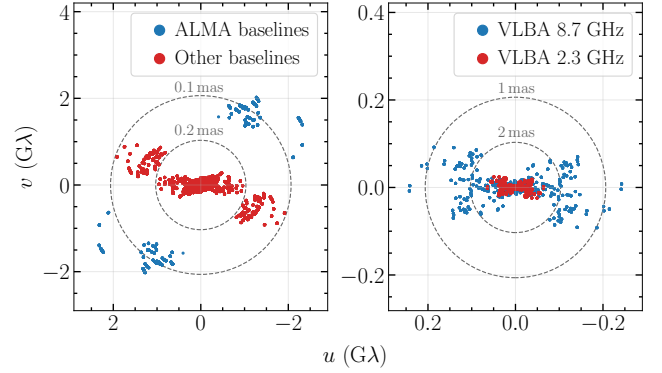 ALMA baselines
Other baselines
0.1 mas
0.2 mas
4
2
0
−2
2
0
−2
v (Gλ)
VLBA 8.7 GHz
VLBA 2.3 GHz
1 mas
2 mas
0.4
0.2
0.0
−0.2
0.2
0.0
−0.2
u (Gλ)